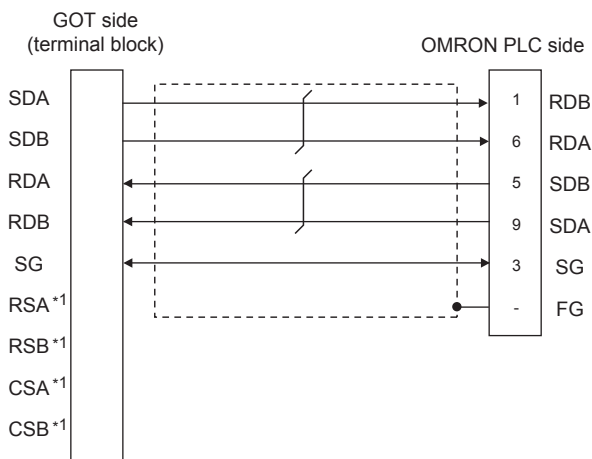 GOT side
(terminal block)
OMRON PLC side
SDA 1 RDB
SDB 6 RDA
RDA 5 SDB
RDB 9 SDA
SG 3 SG
RSA*1 - FG
RSB*1
CSA*1
CSB*1